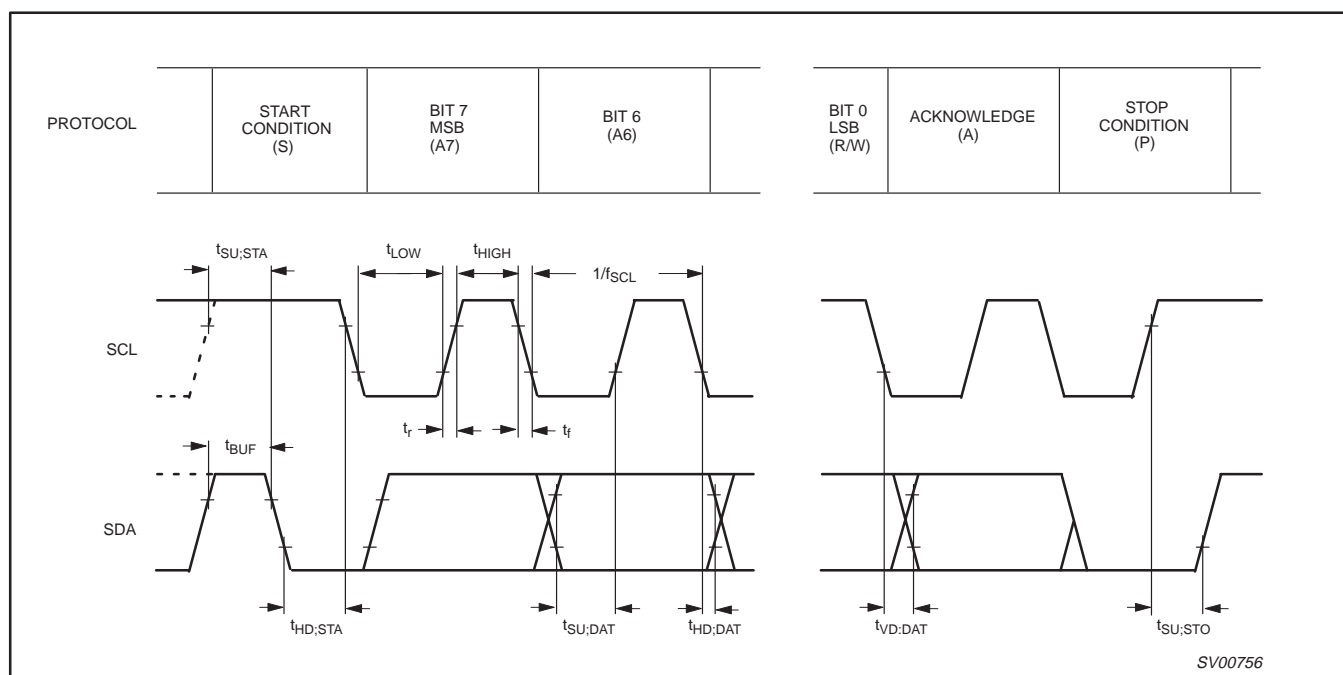 PROTOCOL
START
CONDITION
(S)
BIT 7
MSB
(A7)
BIT 6
(A6)
BIT 0
LSB
(R/W)
ACKNOWLEDGE
(A)
STOP
CONDITION
(P)
tSU;STA
tLOW
tHIGH
1/fSCL
SCL
tr
tf
tBUF
SDA
tHD;STA
tSU;DAT
tHD;DAT
tVD:DAT
tSU;STO
SV00756